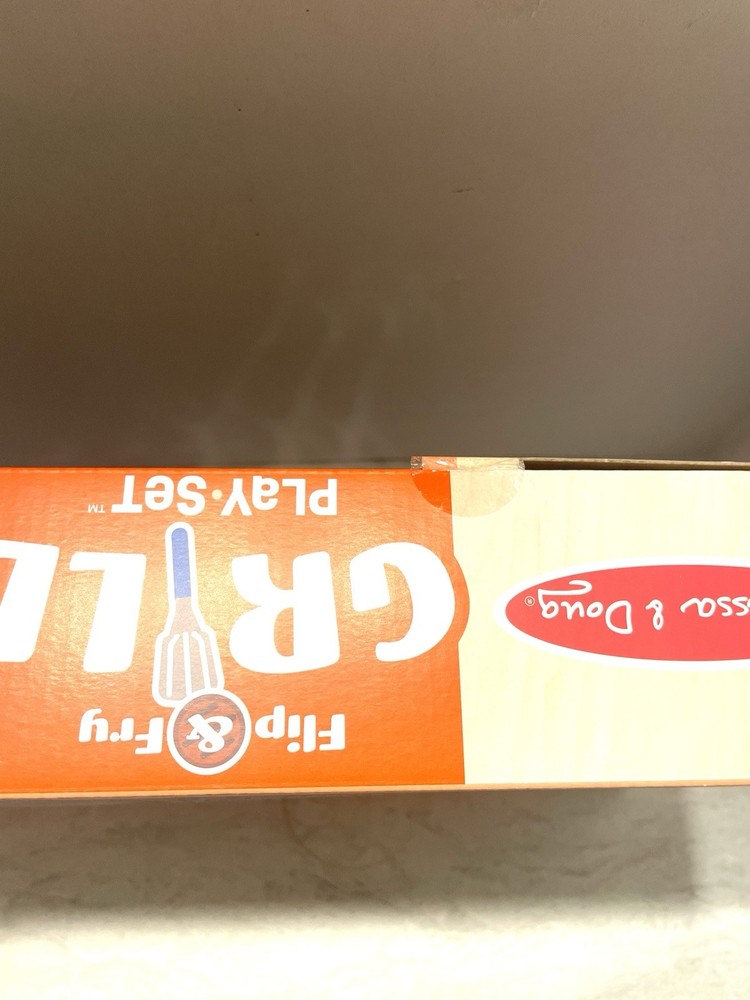 ssa & Doug®
Flip & Fry
GRILL
PLay·SeT™